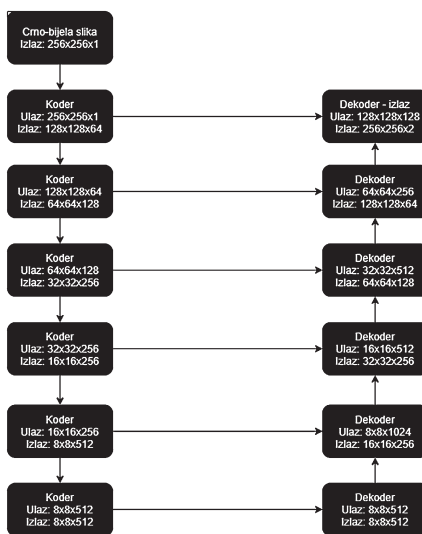 Crno-bijela slika
Izlaz: 256x256x1
Koder
Ulaz: 256x256x1
Izlaz: 128x128x64
Dekoder - izlaz
Ulaz: 128x128x128
Izlaz: 256x256x2
Koder
Ulaz: 128x128x64
Izlaz: 64x64x128
Dekoder
Ulaz: 64x64x256
Izlaz: 128x128x64
Koder
Ulaz: 64x64x128
Izlaz: 32x32x256
Dekoder
Ulaz: 32x32x512
Izlaz: 64x64x128
Koder
Ulaz: 32x32x256
Izlaz: 16x16x256
Dekoder
Ulaz: 16x16x512
Izlaz: 32x32x256
Koder
Ulaz: 16x16x256
Izlaz: 8x8x512
Dekoder
Ulaz: 8x8x1024
Izlaz: 16x16x256
Koder
Ulaz: 8x8x512
Izlaz: 8x8x512
Dekoder
Ulaz: 8x8x512
Izlaz: 8x8x512